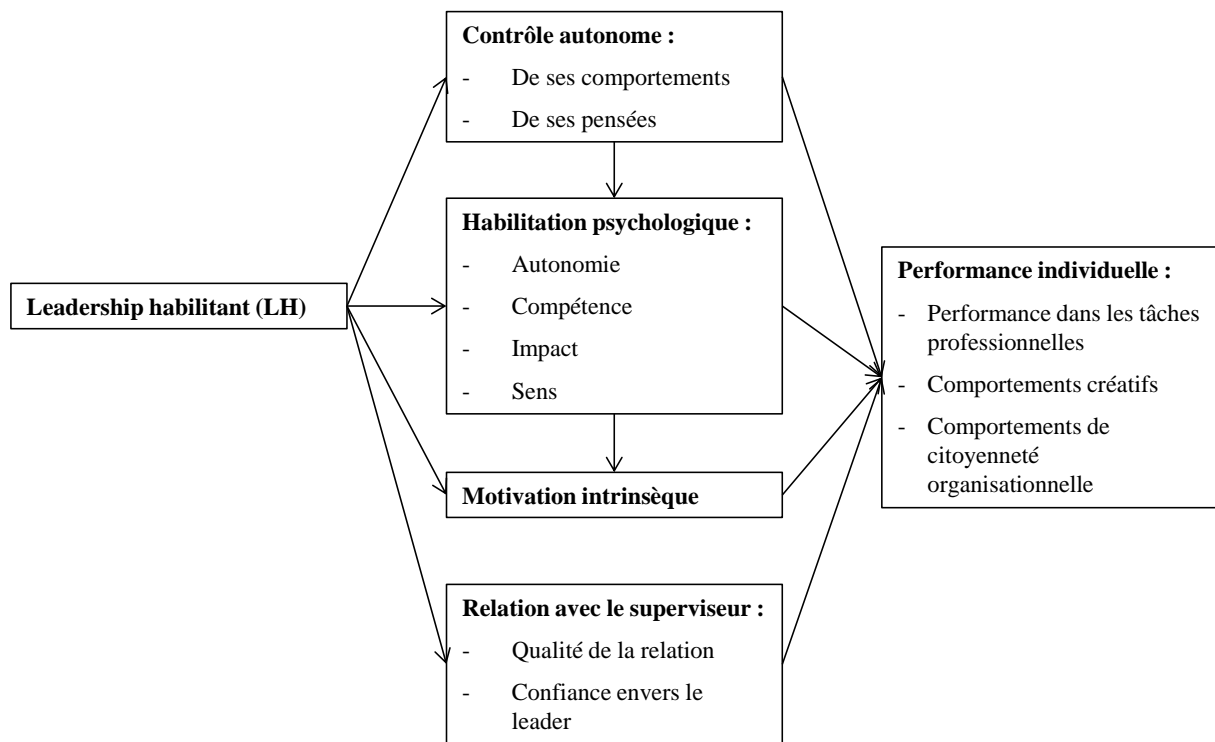 Contrôle autonome :
- De ses comportements
- De ses pensées
Habilitation psychologique :
- Autonomie
- Compétence
- Impact
- Sens
Leadership habilitant (LH)
Motivation intrinsèque
Relation avec le superviseur :
- Qualité de la relation
- Confiance envers le
leader
Performance individuelle :
- Performance dans les tâches
professionnelles
- Comportements créatifs
- Comportements de
citoyenneté
organisationnelle